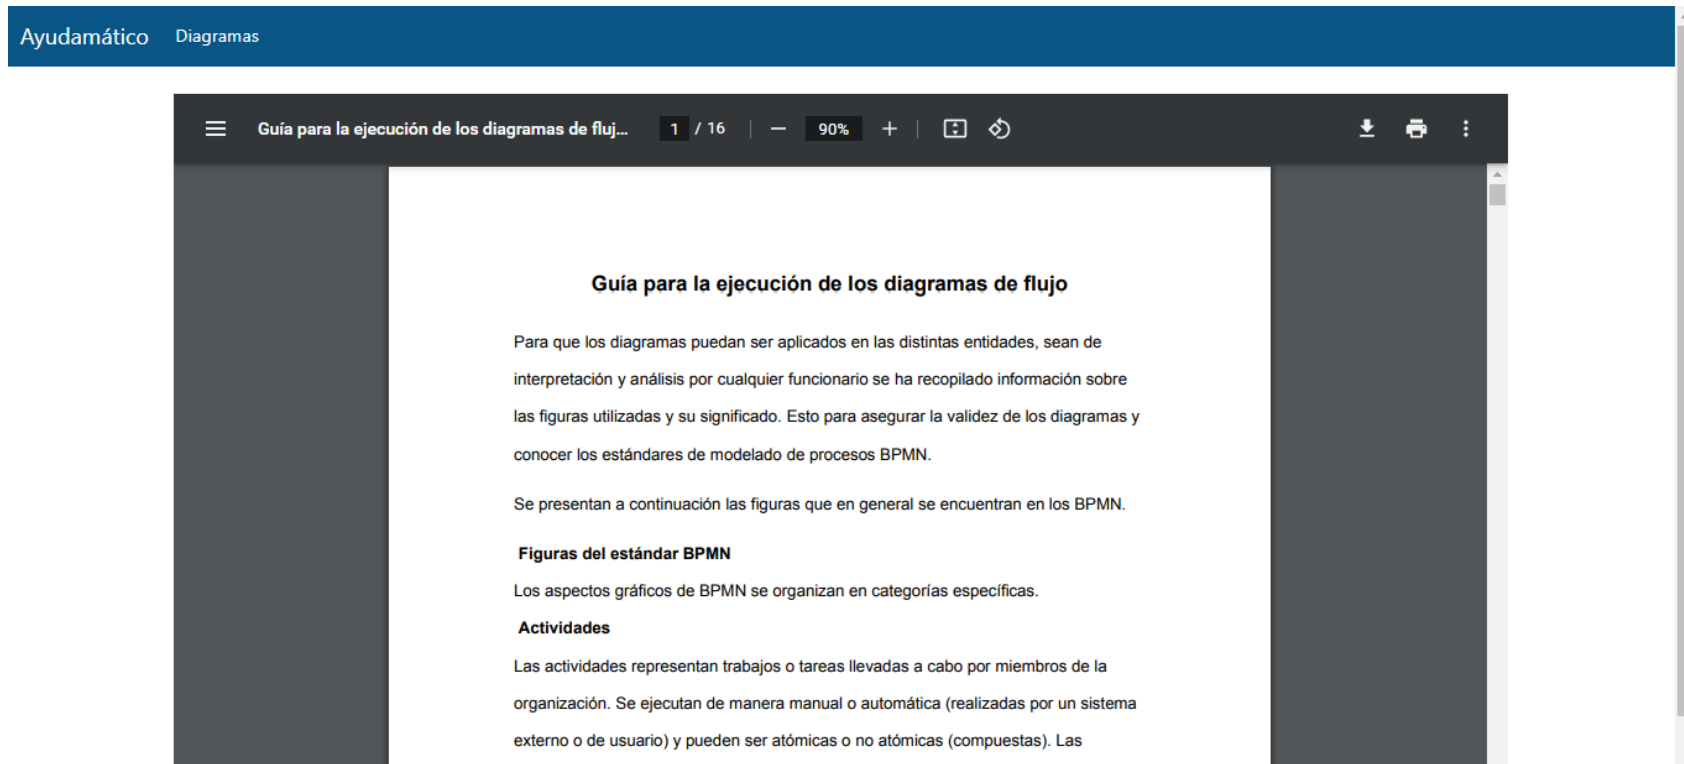 Ayudamático Diagramas
Guía para la ejecución de los diagramas de fluj... 1 / 16 90%
Guía para la ejecución de los diagramas de flujo
Para que los diagramas puedan ser aplicados en las distintas entidades, sean de
interpretación y análisis por cualquier funcionario se ha recopilado información sobre
las figuras utilizadas y su significado. Esto para asegurar la validez de los diagramas y
conocer los estándares de modelado de procesos BPMN.
Se presentan a continuación las figuras que en general se encuentran en los BPMN.
Figuras del estándar BPMN
Los aspectos gráficos de BPMN se organizan en categorías específicas.
Actividades
Las actividades representan trabajos o tareas llevadas a cabo por miembros de la
organización. Se ejecutan de manera manual o automática (realizadas por un sistema
externo o de usuario) y pueden ser atómicas o no atómicas (compuestas). Las